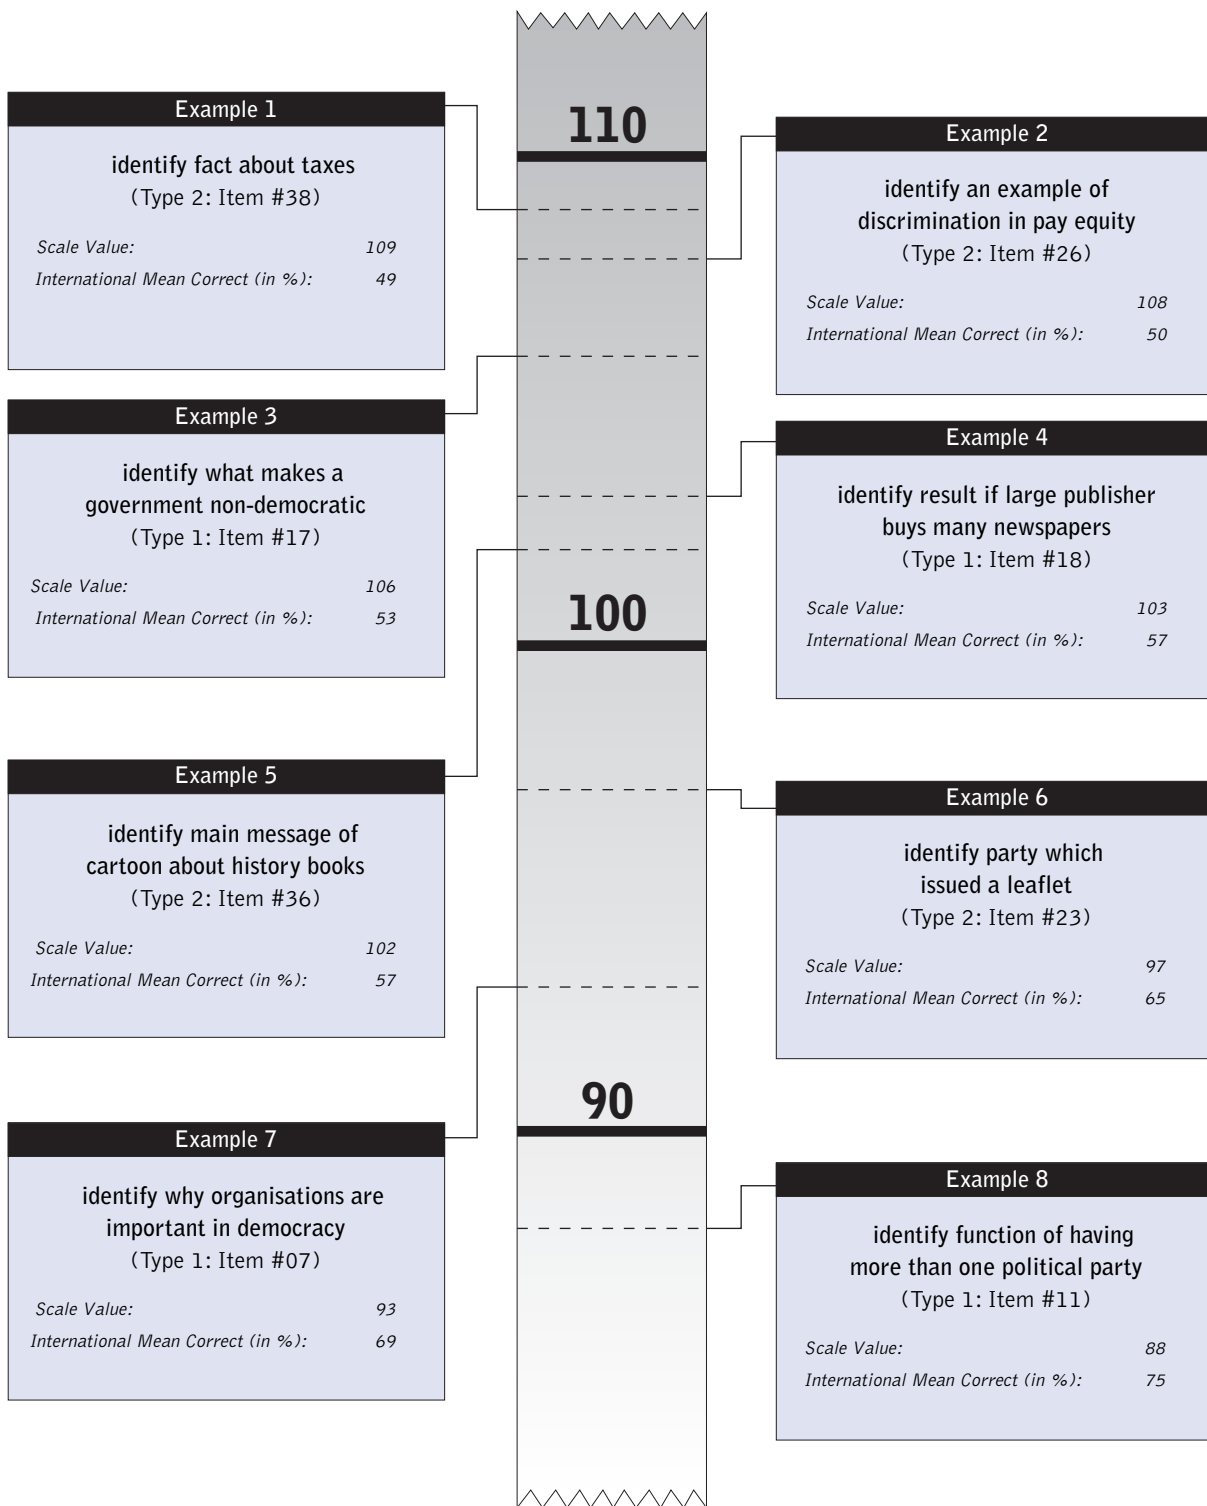 110
100
90
Example 1
identify fact about taxes
(Type 2: Item #38)
Scale Value: 109
International Mean Correct (in %): 49
Example 2
identify an example of
discrimination in pay equity
(Type 2: Item #26)
Scale Value: 108
International Mean Correct (in %): 50
Example 3
identify what makes a
government non-democratic
(Type 1: Item #17)
Scale Value: 106
International Mean Correct (in %): 53
Example 4
identify result if large publisher
buys many newspapers
(Type 1: Item #18)
Scale Value: 103
International Mean Correct (in %): 57
Example 5
identify main message of
cartoon about history books
(Type 2: Item #36)
Scale Value: 102
International Mean Correct (in %): 57
Example 6
identify party which
issued a leaflet
(Type 2: Item #23)
Scale Value: 97
International Mean Correct (in %): 65
Example 7
identify why organisations are
important in democracy
(Type 1: Item #07)
Scale Value: 93
International Mean Correct (in %): 69
Example 8
identify function of having
more than one political party
(Type 1: Item #11)
Scale Value: 88
International Mean Correct (in %): 75